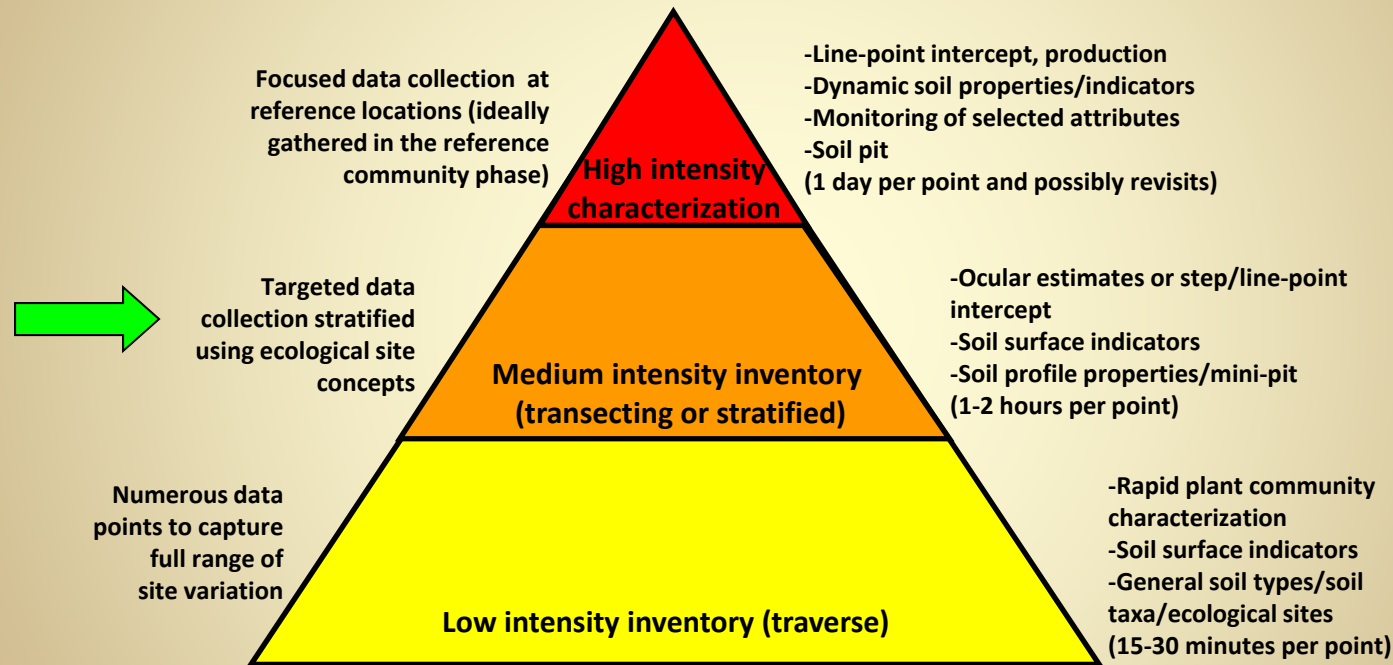 Focused data collection at
reference locations (ideally
gathered in the reference
community phase)
High intensity
characterization
-Line-point intercept, production
-Dynamic soil properties/indicators
-Monitoring of selected attributes
-Soil pit
(1 day per point and possibly revisits)
Targeted data
collection stratified
using ecological site
concepts
Medium intensity inventory
(transecting or stratified)
-Ocular estimates or step/line-point
intercept
-Soil surface indicators
-Soil profile properties/mini-pit
(1-2 hours per point)
Numerous data
points to capture
full range of
site variation
Low intensity inventory (traverse)
-Rapid plant community
characterization
-Soil surface indicators
-General soil types/soil
taxa/ecological sites
(15-30 minutes per point)